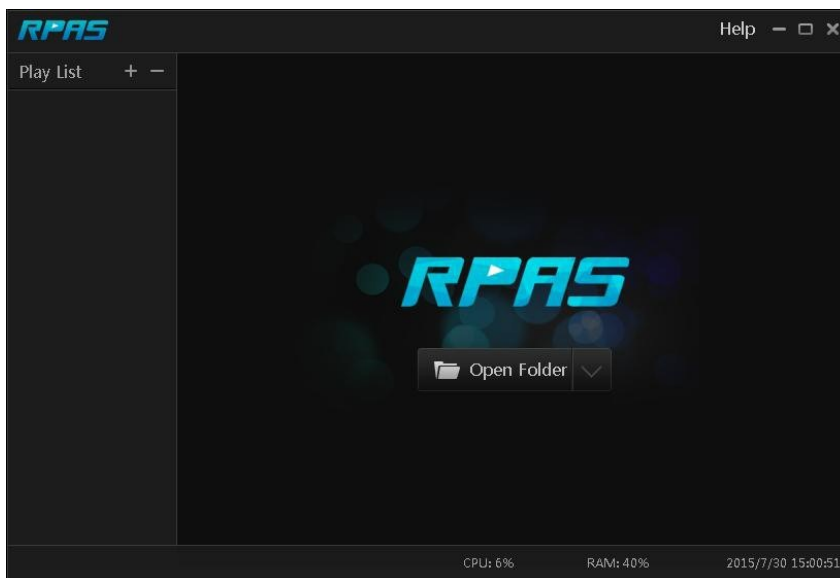 RPAS Help
Play List + −
RPAS
Open Folder
CPU: 6% RAM: 40% 2015/7/30 15:00:51